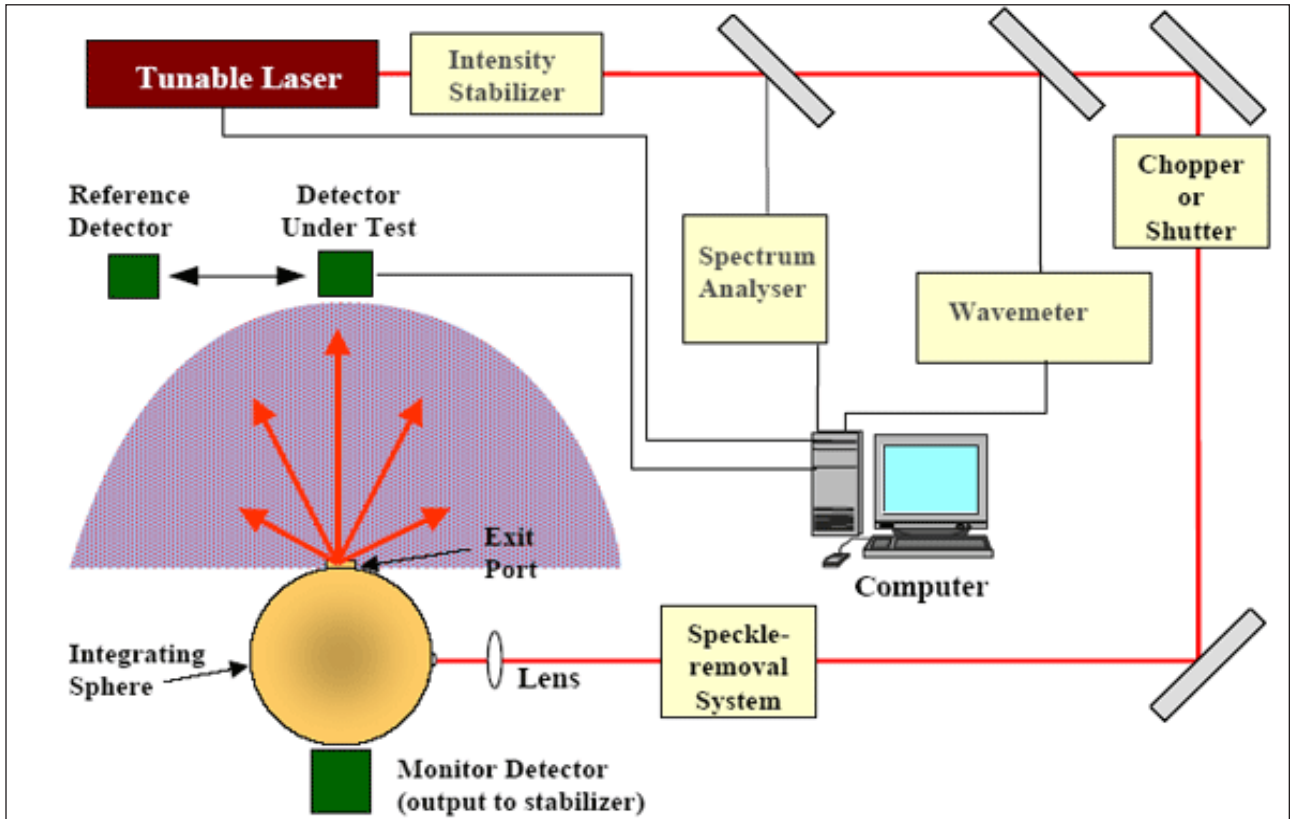 Tunable Laser
Intensity
Stabilizer
Chopper
or
Shutter
Reference
Detector
Detector
Under Test
Spectrum
Analyser
Wavemeter
Exit
Port
Computer
Integrating
Sphere
Lens
Speckle-
removal
System
Monitor Detector
(output to stabilizer)